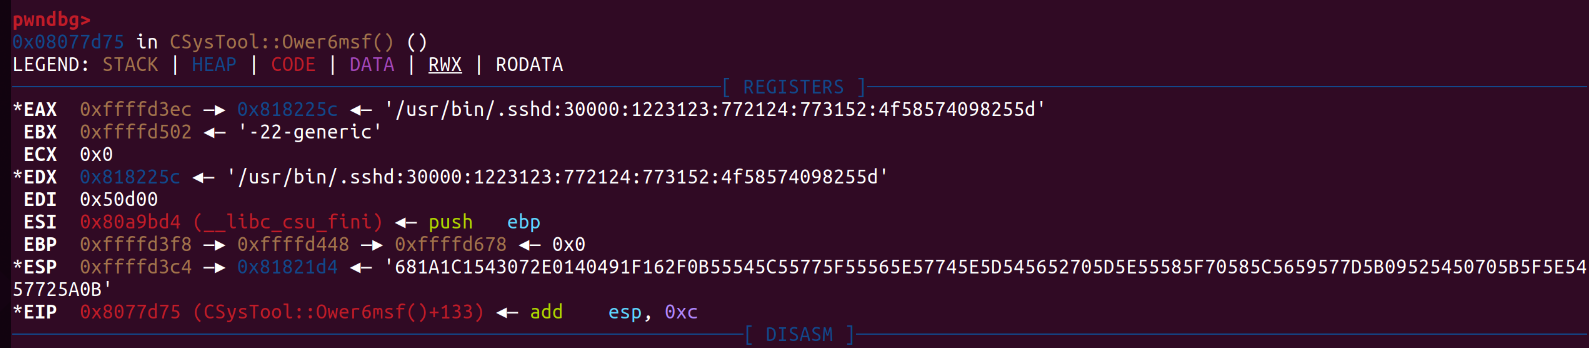 pwndbg>
0x08077d75 in CSysTool::Ower6msf() ()
LEGEND: STACK | HEAP | CODE | DATA | RWX | RODATA
[ REGISTERS ]
*EAX  0xffffd3ec —▸ 0x818225c ◂— '/usr/bin/.sshd:30000:1223123:772124:773152:4f58574098255d'
 EBX  0xffffd502 ◂— '-22-generic'
 ECX  0x0
*EDX  0x818225c ◂— '/usr/bin/.sshd:30000:1223123:772124:773152:4f58574098255d'
 EDI  0x50d00
 ESI  0x80a9bd4 (__libc_csu_fini) ◂— push   ebp
 EBP  0xffffd3f8 —▸ 0xffffd448 —▸ 0xffffd678 ◂— 0x0
*ESP  0xffffd3c4 —▸ 0x81821d4 ◂— '681A1C1543072E0140491F162F0B55545C55775F55565E57745E5D545652705D5E55585F70585C5659577D5B09525450705B5F5E54
57725A0B'
*EIP  0x8077d75 (CSysTool::Ower6msf()+133) ◂— add    esp, 0xc
[ DISASM ]